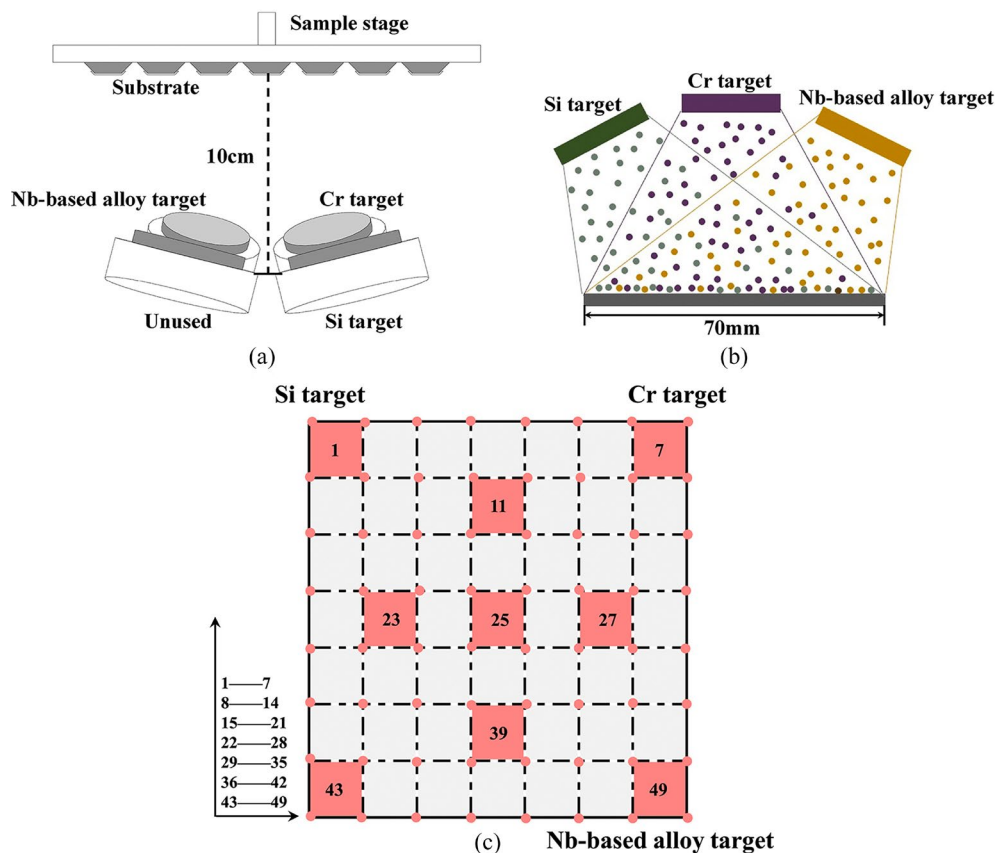 Sample stage
Substrate
10cm
Nb-based alloy target
Cr target
Unused
Si target
(a)
Si target
Cr target
Nb-based alloy target
70mm
(b)
Si target
Cr target
1
7
11
23
25
27
39
43
49
1——7
8——14
15——21
22——28
29——35
36——42
43——49
(c)
Nb-based alloy target